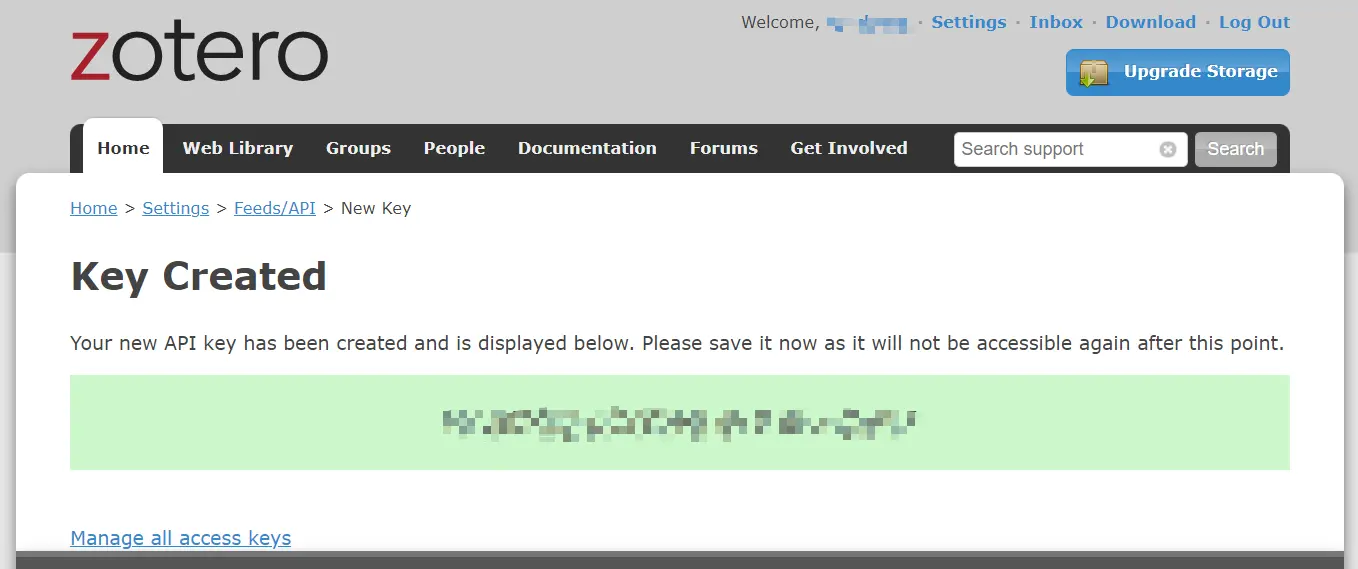 zotero
Welcome, · Settings · Inbox · Download · Log Out
Upgrade Storage
Home Web Library Groups People Documentation Forums Get Involved Search support Search
Home > Settings > Feeds/API > New Key
Key Created
Your new API key has been created and is displayed below. Please save it now as it will not be accessible again after this point.
Manage all access keys